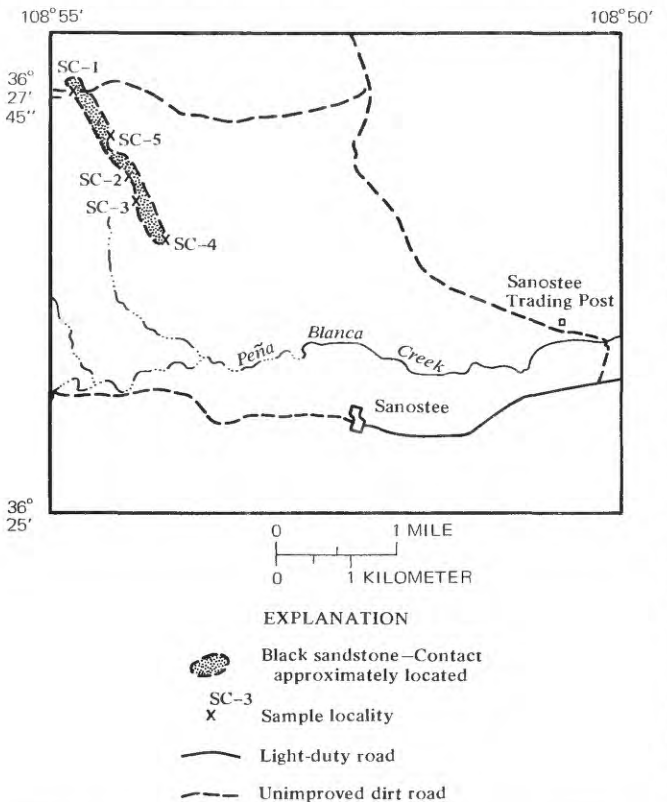 108°55′ 108°50′
SC-1
36°
27′
45″
SC-5
SC-2
SC-3
SC-4
Sanostee
Trading Post
Peña Blanca Creek
Sanostee
36°
25′
0 1 MILE
0 1 KILOMETER
EXPLANATION
Black sandstone—Contact
approximately located
SC-3
x Sample locality
Light-duty road
Unimproved dirt road